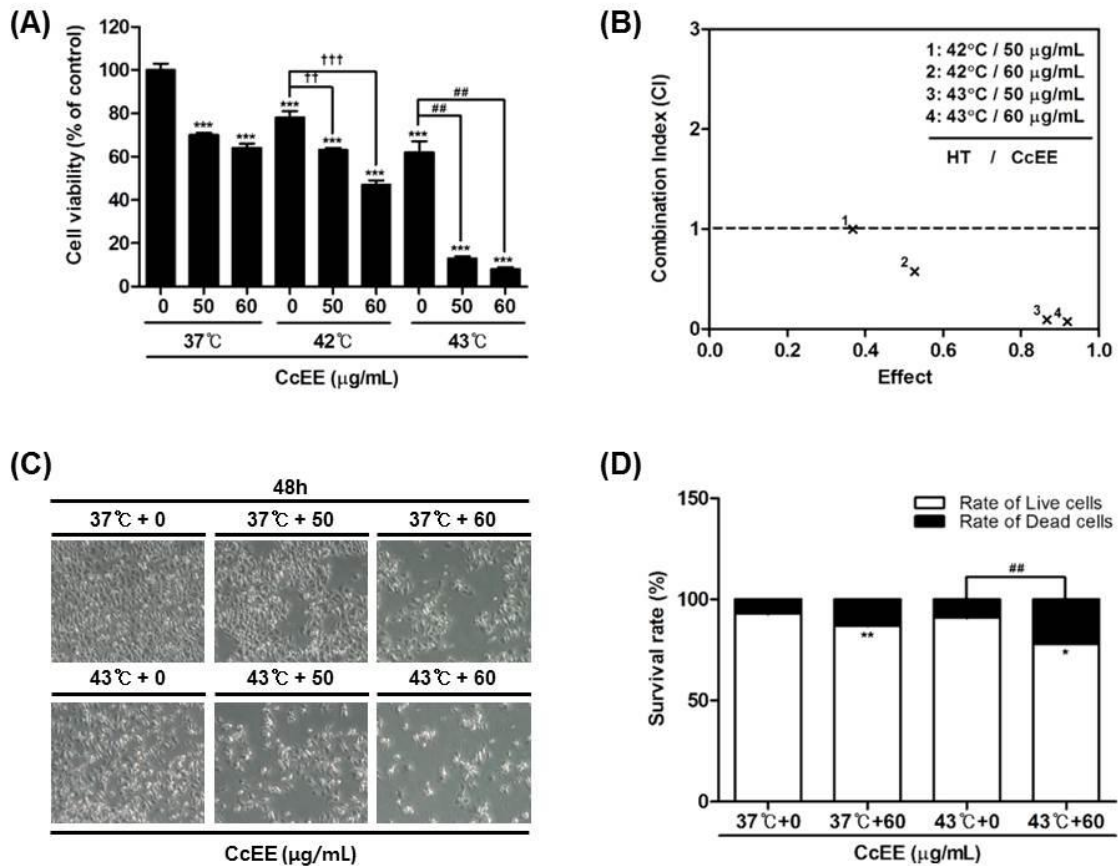 (A)
120
100
80
60
40
20
0
Cell viability (% of control)
***
***
***
***
***
***
***
***
††
†††
##
##
0 50 60 0 50 60 0 50 60
37℃ 42℃ 43℃
CcEE (μg/mL)
(B)
3
2
1
0
Combination Index (CI)
1: 42°C / 50 μg/mL
2: 42°C / 60 μg/mL
3: 43°C / 50 μg/mL
4: 43°C / 60 μg/mL
HT / CcEE
1
2
3
4
0.0 0.2 0.4 0.6 0.8 1.0
Effect
(C)
48h
37℃ + 0 37℃ + 50 37℃ + 60
43℃ + 0 43℃ + 50 43℃ + 60
CcEE (μg/mL)
(D)
150
100
50
0
Survival rate (%)
Rate of Live cells
Rate of Dead cells
##
**
*
37℃+0 37℃+60 43℃+0 43℃+60
CcEE (μg/mL)